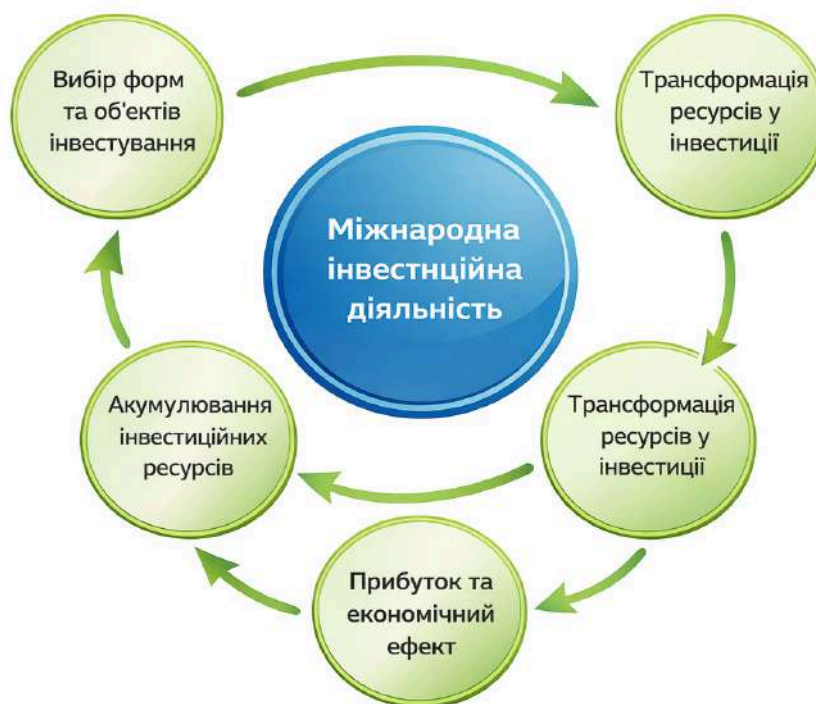 Вибір форм
та об'єктів
інвестування
Трансформація
ресурсів у
інвестиції
Міжнародна
інвестнційна
діяльність
Акумулювання
інвестиційних
ресурсів
Трансформація
ресурсів у
інвестиції
Прибуток та
економічний
ефект